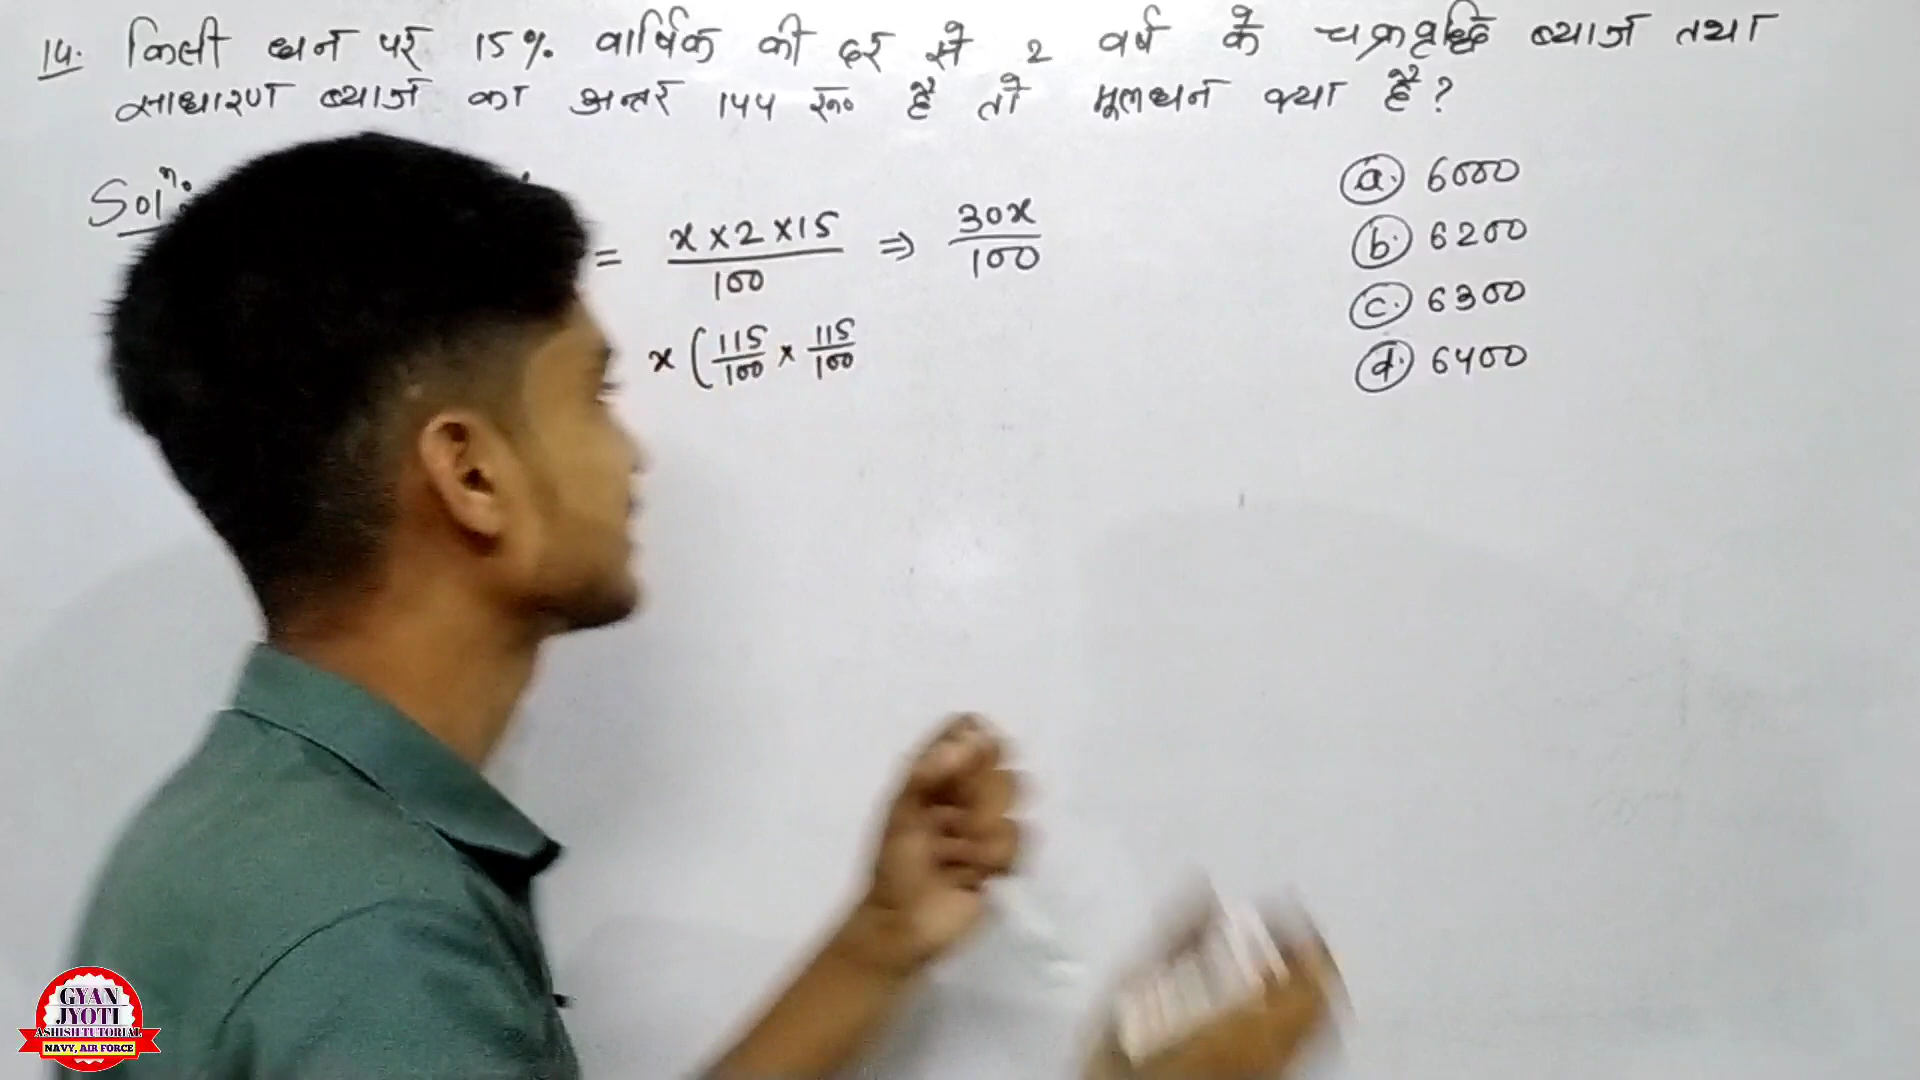 14. किसी धन पर 15% वार्षिक की दर से 2 वर्ष के चक्रवृद्धि ब्याज तथा
साधारण ब्याज का अन्तर 144 रु० है तो मूलधन क्या है ?
Solⁿ.
= x×2×15/100 ⇒ 30x/100
x (115/100 × 115/100
a. 6000
b. 6200
c. 6300
d. 6400
GYAN
JYOTI
ASHISH TUTORIAL
NAVY, AIR FORCE